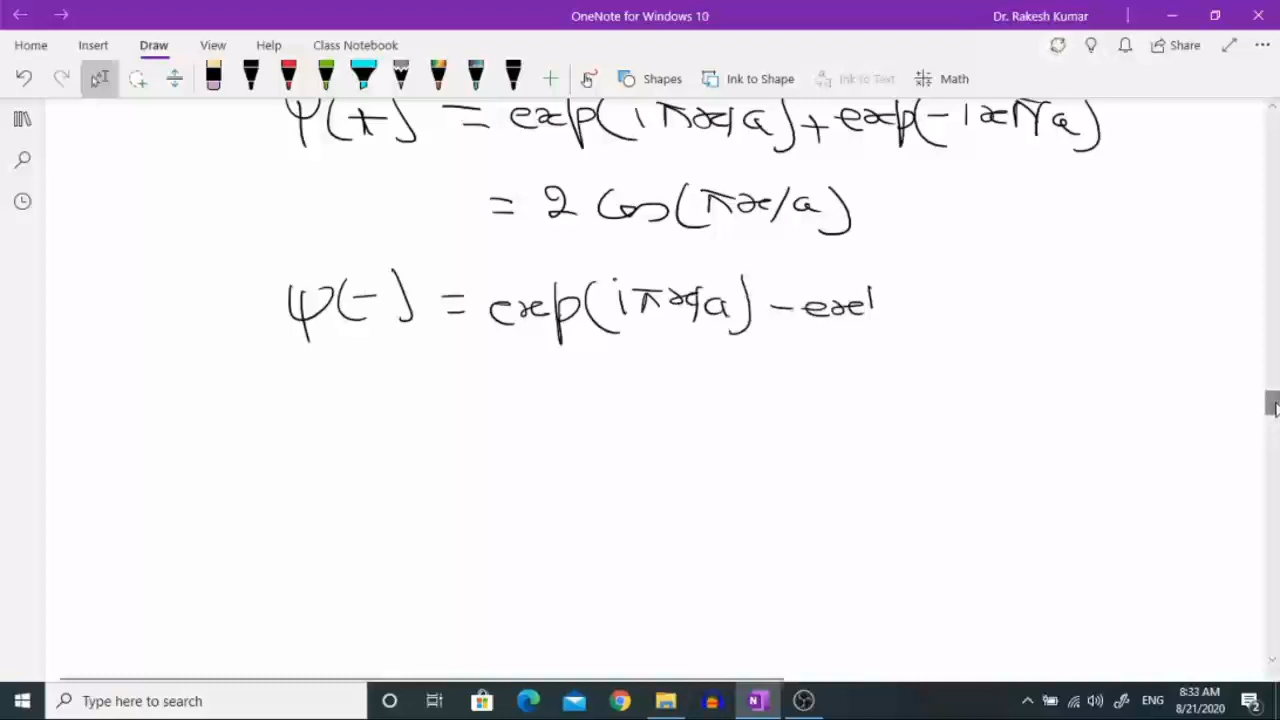 OneNote for Windows 10
Dr. Rakesh Kumar
Home Insert Draw View Help Class Notebook Share
Shapes Ink to Shape Ink to Text Math
ψ(+) = exp(iπx/a) + exp(-ixπ/a)
= 2 Cos(πx/a)
ψ(-) = exp(iπx/a) - exp
Type here to search
ENG
8:33 AM
8/21/2020
2